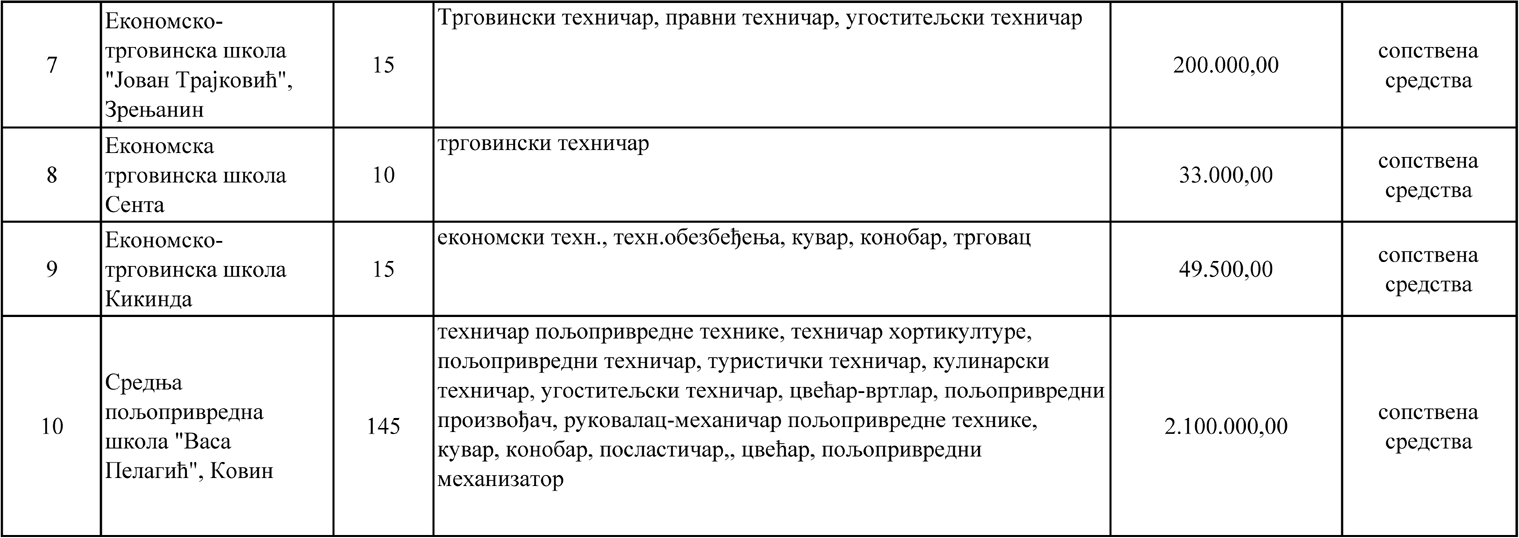 7
Економско-
трговинска школа
"Јован Трајковић",
Зрењанин
15
Трговински техничар, правни техничар, угоститељски техничар
200.000,00
сопствена
средства
8
Економска
трговинска школа
Сента
10
трговински техничар
33.000,00
сопствена
средства
9
Економско-
трговинска школа
Кикинда
15
економски техн., техн.обезбеђења, кувар, конобар, трговац
49.500,00
сопствена
средства
10
Средња
пољопривредна
школа "Васа
Пелагић", Ковин
145
техничар пољопривредне технике, техничар хортикултуре,
пољопривредни техничар, туристички техничар, кулинарски
техничар, угоститељски техничар, цвећар-вртлар, пољопривредни
произвођач, руковалац-механичар пољопривредне технике,
кувар, конобар, посластичар,, цвећар, пољопривредни
механизатор
2.100.000,00
сопствена
средства